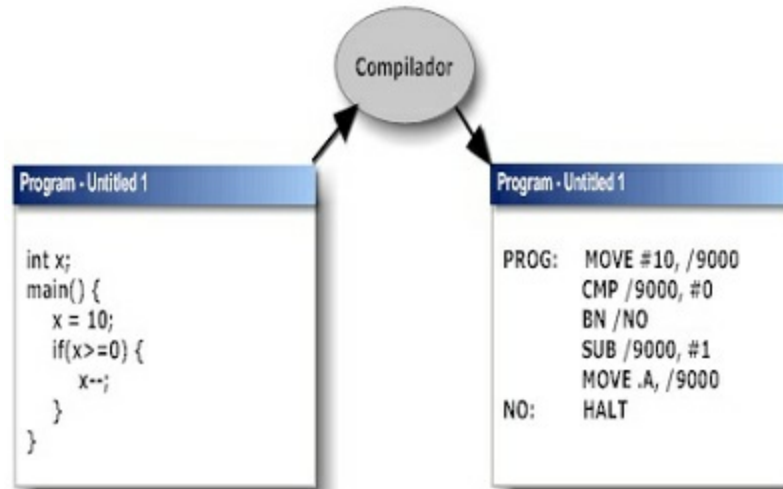 Compilador
Program - Untitled 1
int x;
main() {
x = 10;
if(x>=0) {
x--;
}
}
Program - Untitled 1
PROG: MOVE #10, /9000
CMP /9000, #0
BN /NO
SUB /9000, #1
MOVE .A, /9000
NO: HALT